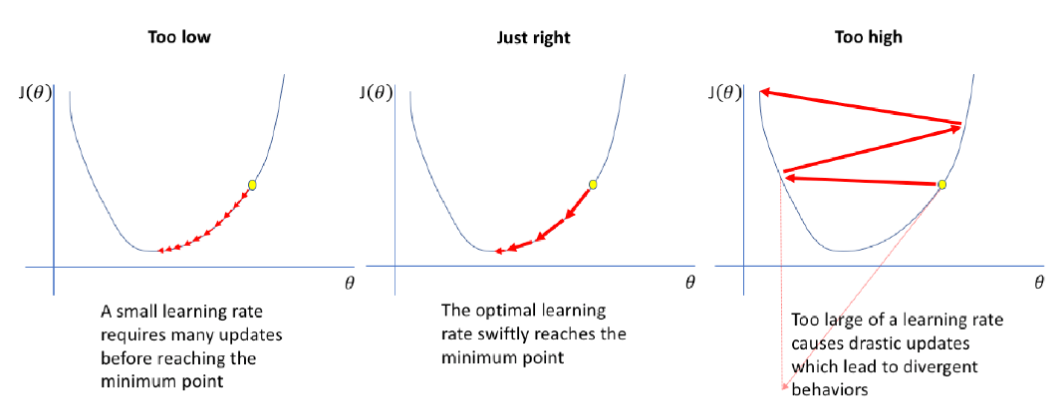 Too low
Just right
Too high
J(θ)
J(θ)
J(θ)
θ
θ
θ
A small learning rate
requires many updates
before reaching the
minimum point
The optimal learning
rate swiftly reaches the
minimum point
Too large of a learning rate
causes drastic updates
which lead to divergent
behaviors